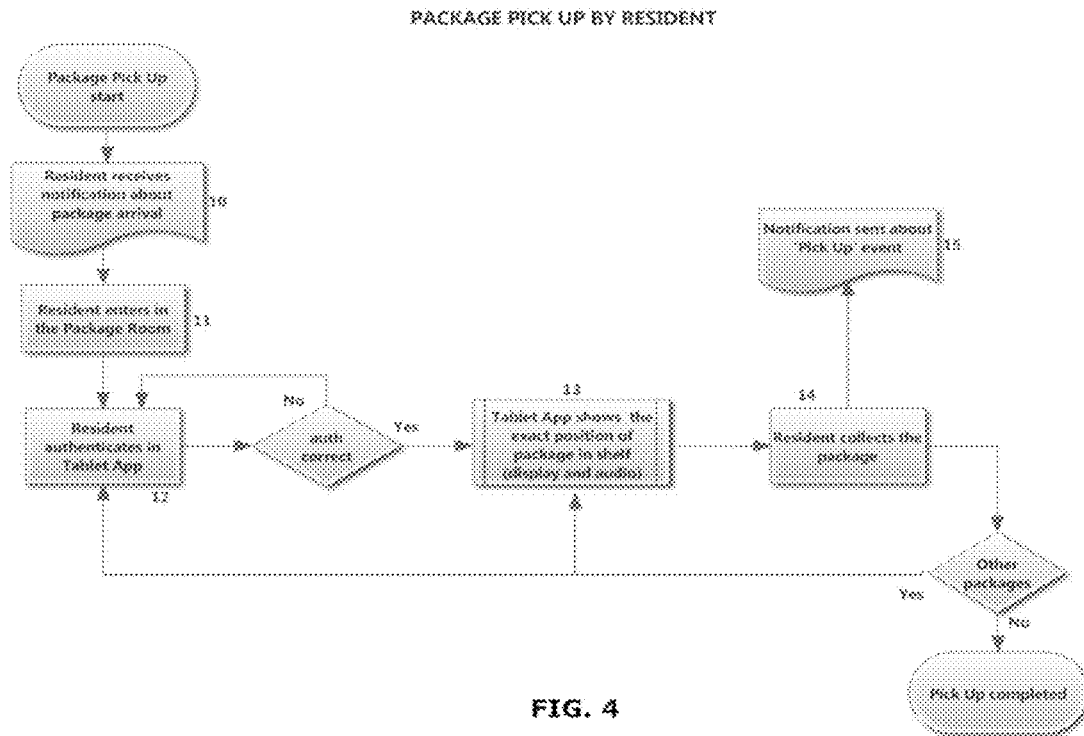 PACKAGE PICK UP BY RESIDENT
Package Pick Up
start
Resident receives
notification about
package arrival
10
Resident enters in
the Package Room
11
Resident
authenticates in
Tablet App
12
No
auth
correct
Yes
13
Tablet App shows the
exact position of
package in shelf
(display and audio)
14
Resident collects the
package
Notification sent about
'Pick Up' event
15
Other
packages
Yes
No
Pick Up completed
FIG. 4